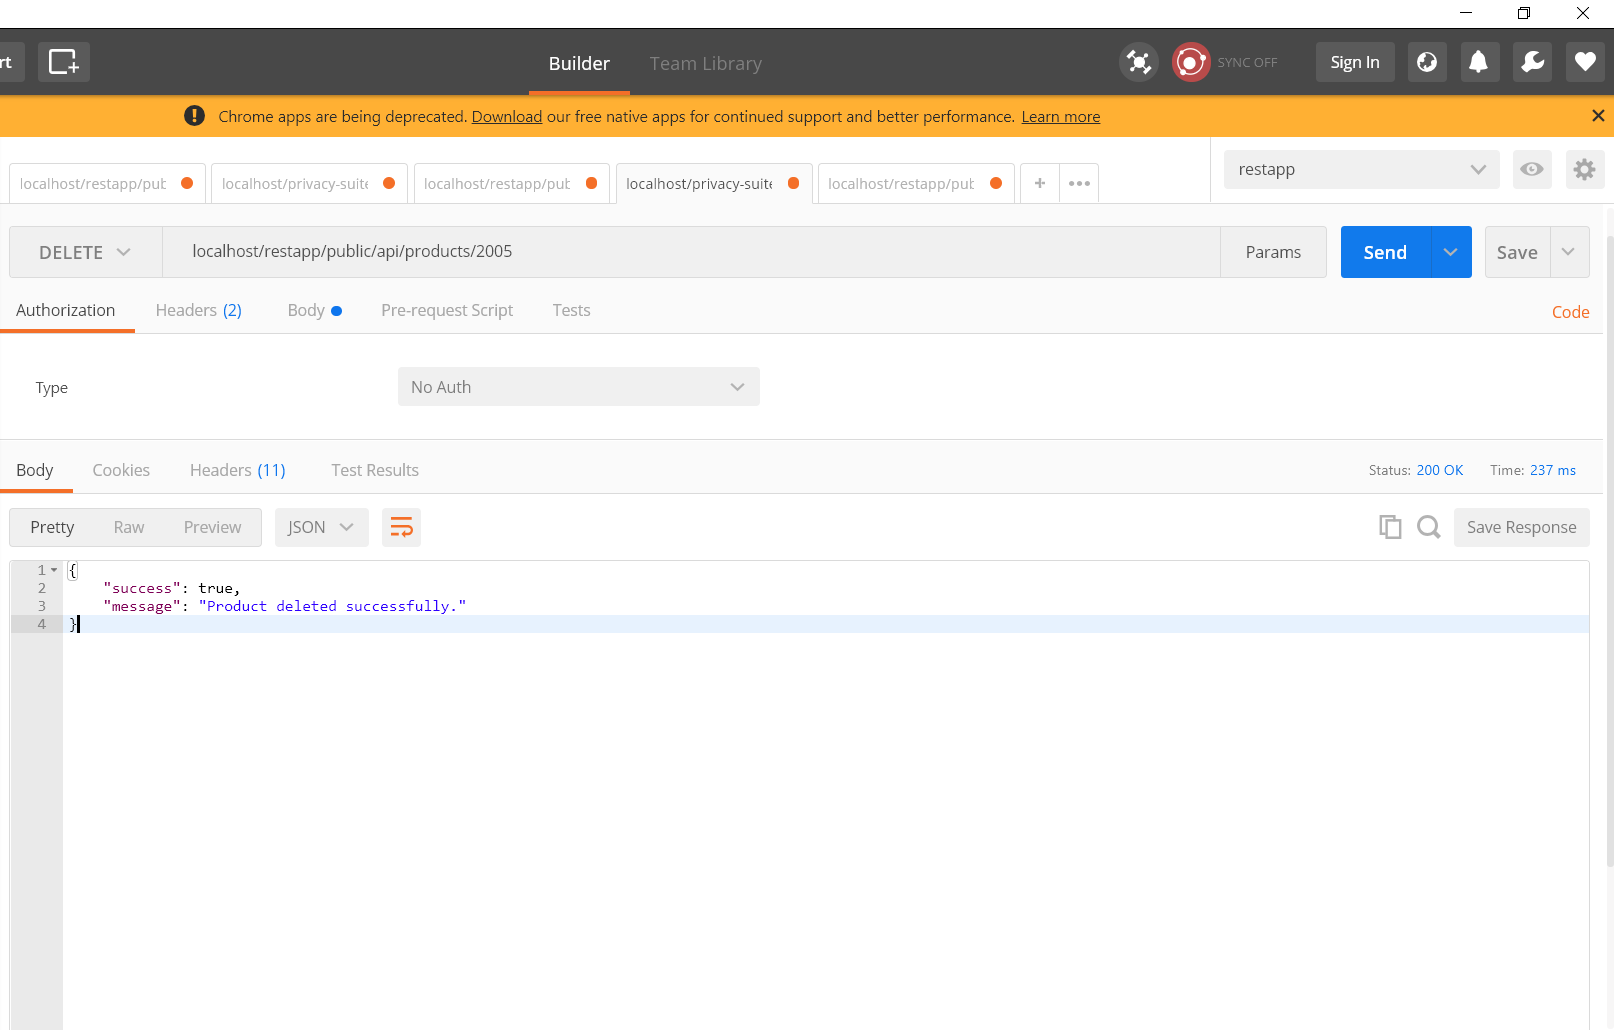 rt
Builder Team Library SYNC OFF Sign In
! Chrome apps are being deprecated. Download our free native apps for continued support and better performance. Learn more
localhost/restapp/pub localhost/privacy-suite localhost/restapp/pub localhost/privacy-suite localhost/restapp/pub + ••• restapp
DELETE localhost/restapp/public/api/products/2005 Params Send Save
Authorization Headers (2) Body Pre-request Script Tests Code
Type No Auth
Body Cookies Headers (11) Test Results Status: 200 OK Time: 237 ms
Pretty Raw Preview JSON Save Response
1 {
2 "success": true,
3 "message": "Product deleted successfully."
4 }